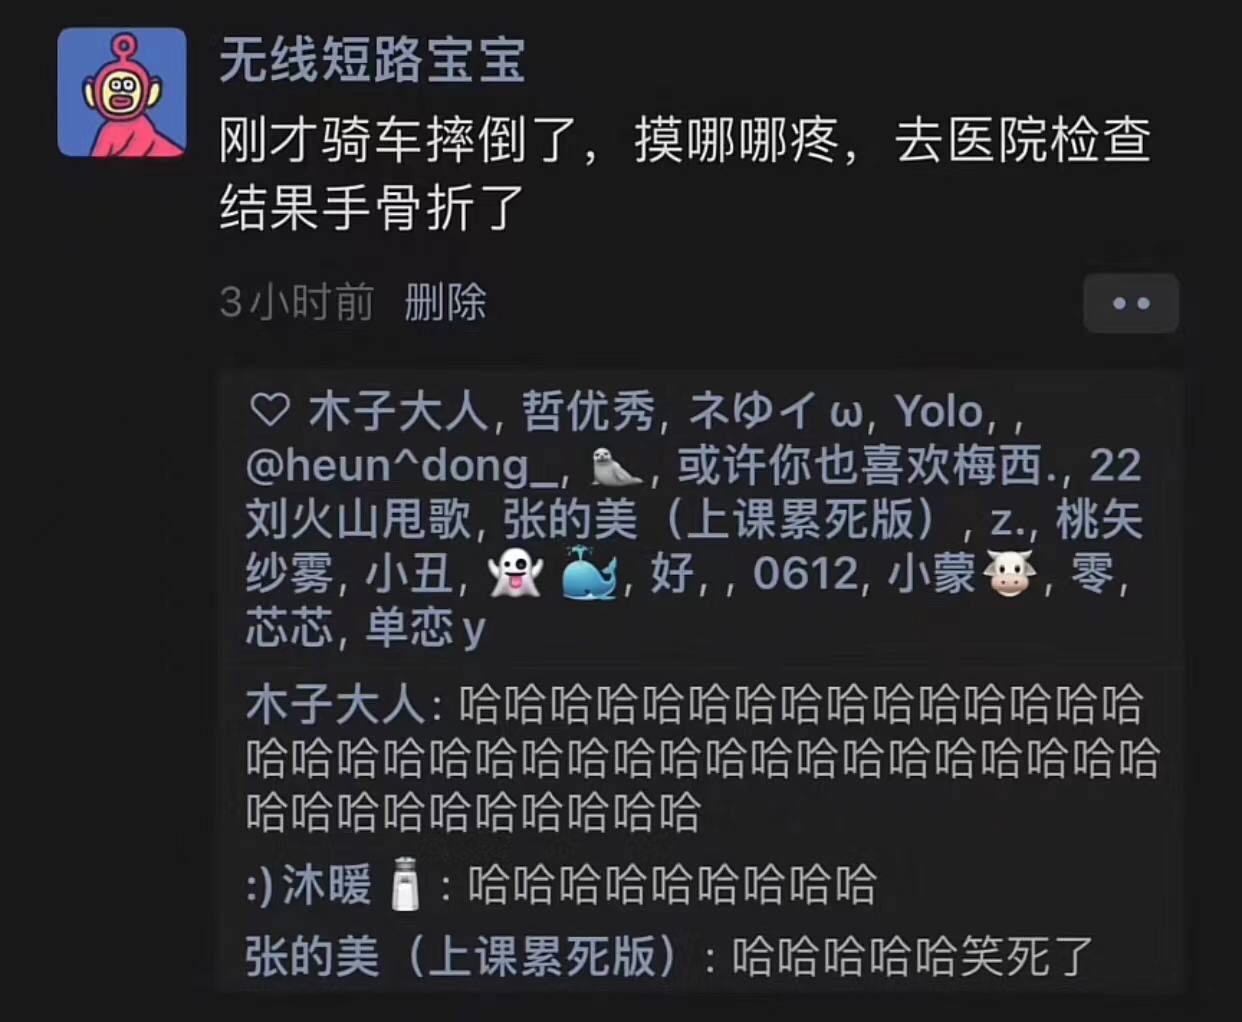 无线短路宝宝
刚才骑车摔倒了，摸哪哪疼，去医院检查
结果手骨折了
3小时前 删除
♡ 木子大人, 哲优秀, ネゆイω, Yolo, ,
@heun^dong_, 🦭, 或许你也喜欢梅西., 22
刘火山甩歌, 张的美（上课累死版）, z., 桃矢
纱雾, 小丑, 👻🐳, 好, , 0612, 小蒙🐮, 零,
芯芯, 单恋y
木子大人: 哈哈哈哈哈哈哈哈哈哈哈哈哈哈哈
哈哈哈哈哈哈哈哈哈哈哈哈哈哈哈哈哈哈哈哈
哈哈哈哈哈哈哈哈哈哈
:)沐暖🧂: 哈哈哈哈哈哈哈哈哈
张的美（上课累死版）: 哈哈哈哈哈笑死了